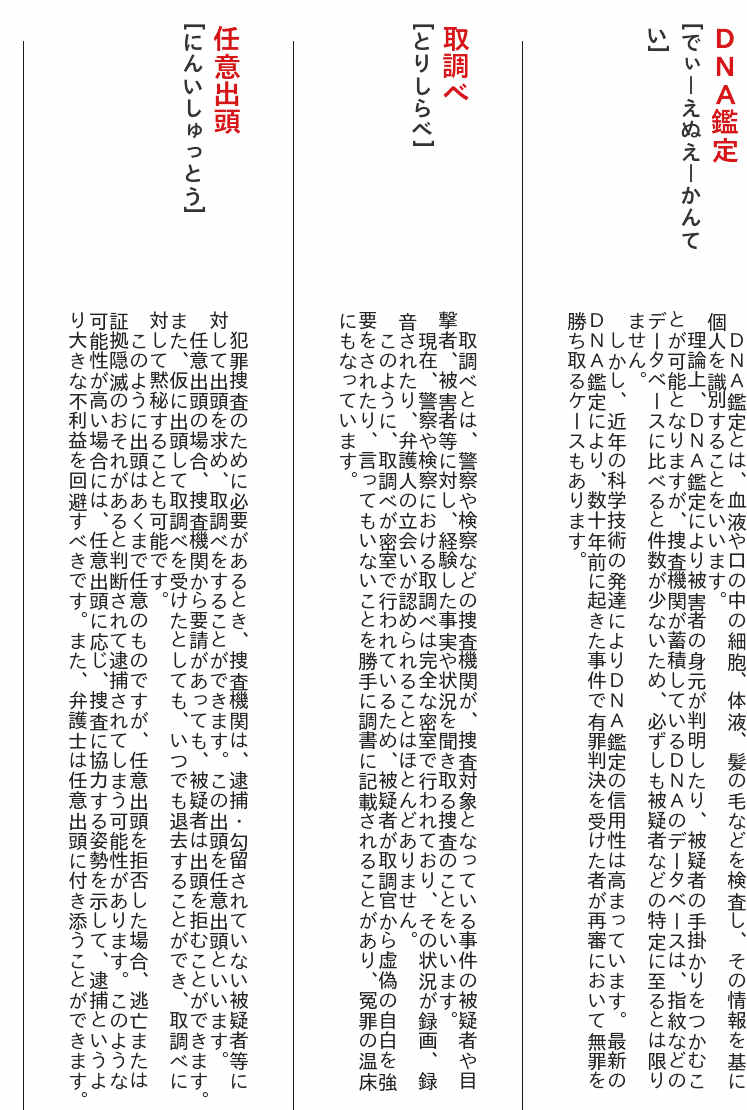 DNA鑑定
[でぃーえぬえーかんて
い]
DNA鑑定とは、血液や口の中の細胞、体液、髪の毛などを検査し、その情報を基に
個人を識別することをいいます。
理論上、DNA鑑定により被害者の身元が判明したり、被疑者の手掛かりをつかむこ
とが可能となりますが、捜査機関が蓄積しているDNAのデータベースは、指紋などの
データベースに比べると件数が少ないため、必ずしも被疑者などの特定に至るとは限り
ません。
しかし、近年の科学技術の発達によりDNA鑑定の信用性は高まっています。最新の
DNA鑑定により、数十年前に起きた事件で有罪判決を受けた者が再審において無罪を
勝ち取るケースもあります。
取調べ
[とりしらべ]
取調べとは、警察や検察などの捜査機関が、捜査対象となっている事件の被疑者や目
撃者、被害者等に対し、経験した事実や状況を聞き取る捜査のことをいいます。
現在、警察や検察における取調べは完全な密室で行われており、その状況が録画、録
音されたり、弁護人の立会いが認められることはほとんどありません。
このように、取調べが密室で行われているため、被疑者が取調官から虚偽の自白を強
要をされたり、言ってもいないことを勝手に調書に記載されることがあり、冤罪の温床
にもなっています。
任意出頭
[にんいしゅっとう]
犯罪捜査のために必要があるとき、捜査機関は、逮捕・勾留されていない被疑者等に
対して出頭を求め、取調べをすることができます。この出頭を任意出頭といいます。
任意出頭の場合、捜査機関から要請があっても、被疑者は出頭を拒むことができます。
また、仮に出頭して取調べを受けたとしても、いつでも退去することができ、取調べに
対して黙秘することも可能です。
このように出頭はあくまで任意のものですが、任意出頭を拒否した場合、逃亡または
証拠隠滅のおそれがあると判断されて逮捕されてしまう可能性があります。このような
可能性が高い場合には、任意出頭に応じ、捜査に協力する姿勢を示して、逮捕というよ
り大きな不利益を回避すべきです。また、弁護士は任意出頭に付き添うことができます。